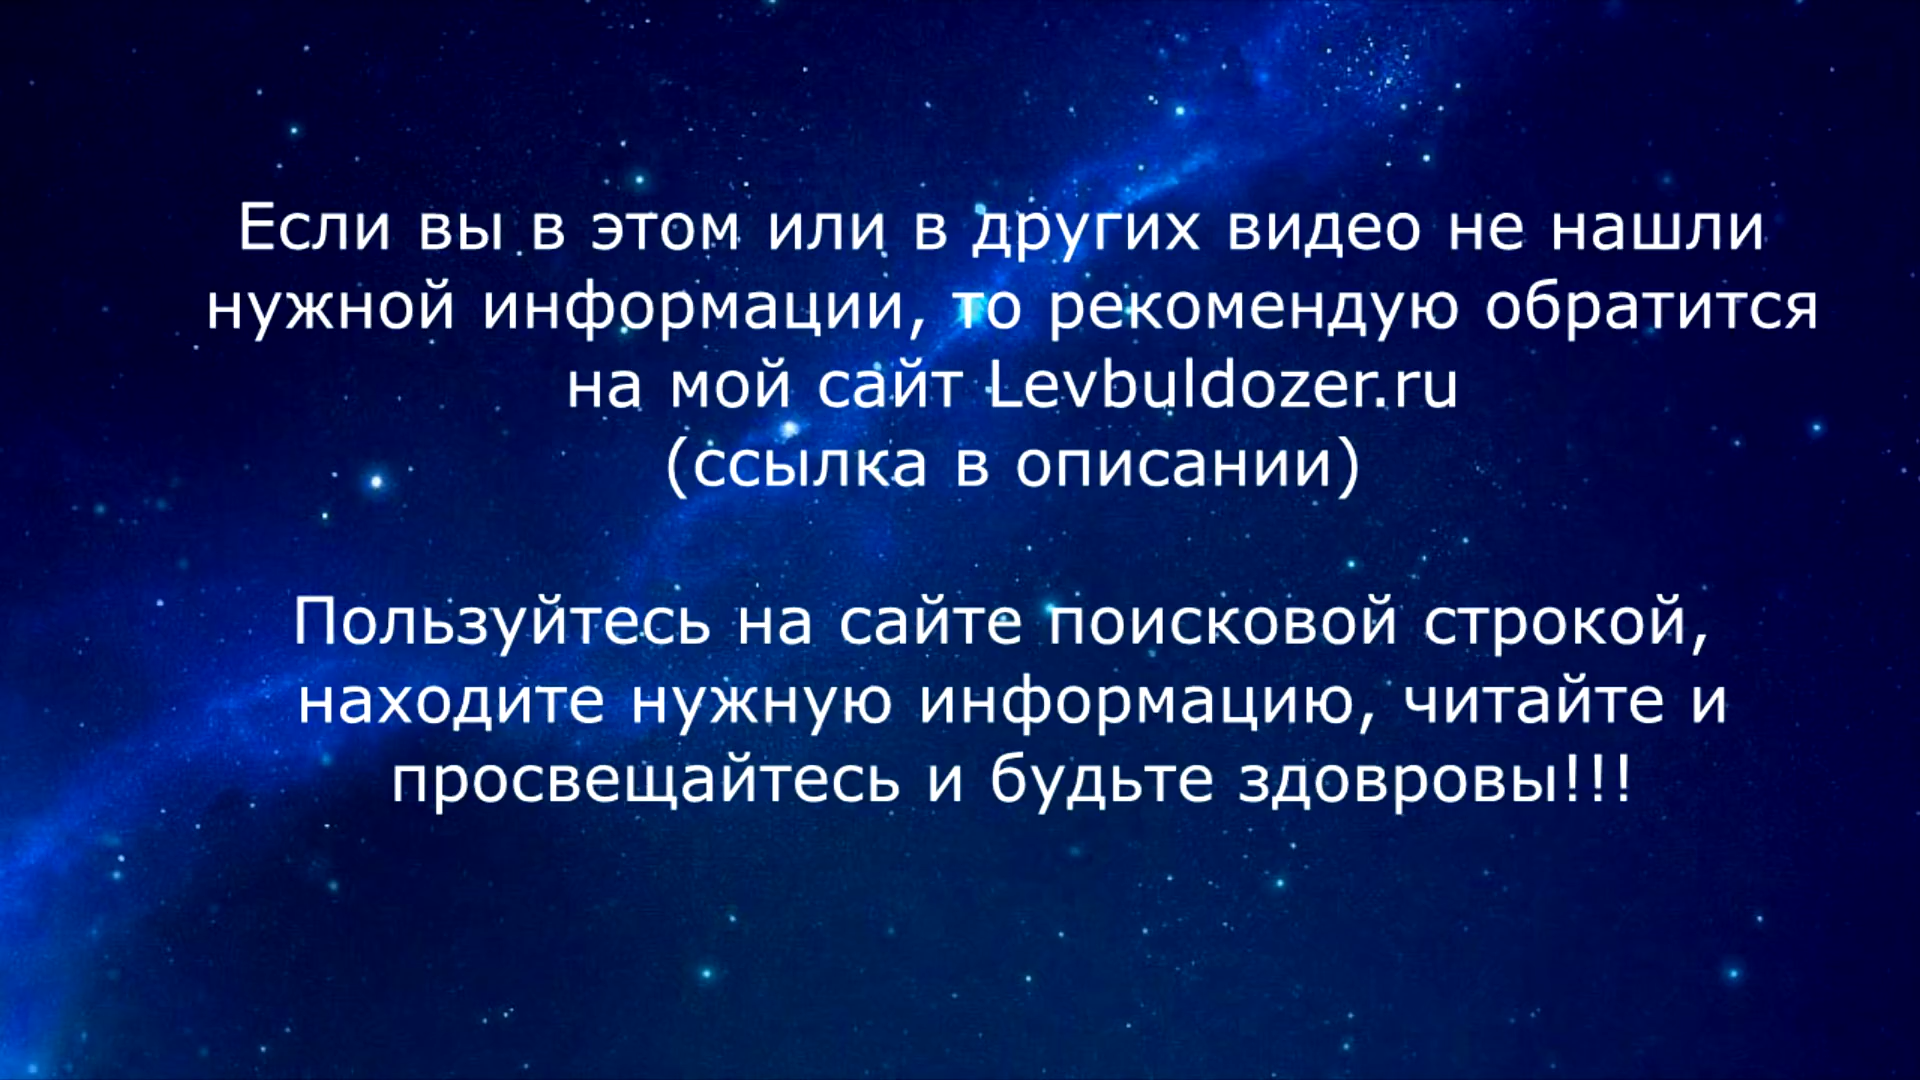 Если вы в этом или в других видео не нашли
нужной информации, то рекомендую обратится
на мой сайт Levbuldozer.ru
(ссылка в описании)
Пользуйтесь на сайте поисковой строкой,
находите нужную информацию, читайте и
просвещайтесь и будьте здовровы!!!